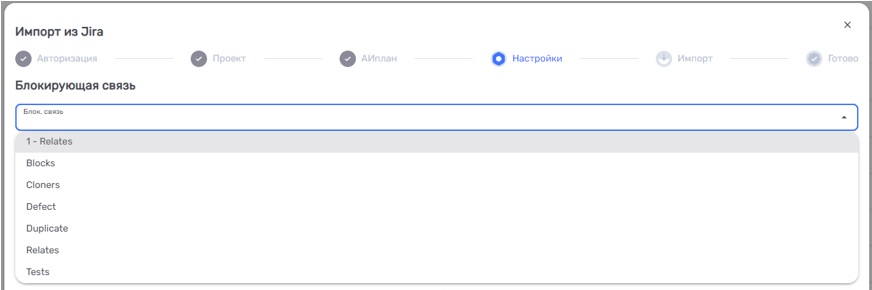 Импорт из Jira
Авторизация Проект АИплан Настройки Импорт Готово
Блокирующая связь
Блок. связь
1 - Relates
Blocks
Cloners
Defect
Duplicate
Relates
Tests